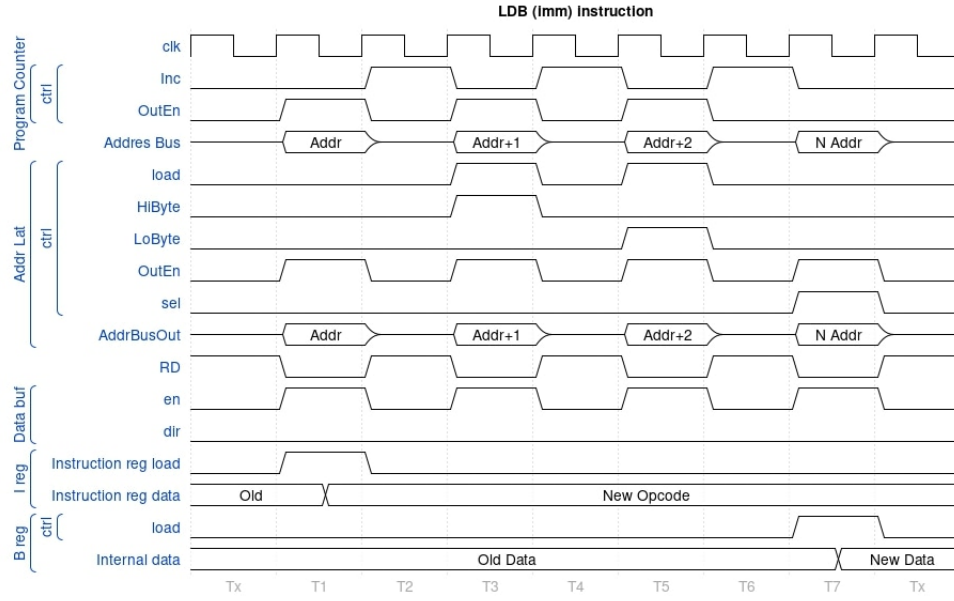 LDB (imm) instruction
clk
Program Counter
ctrl
Inc
OutEn
Addres Bus Addr Addr+1 Addr+2 N Addr
Addr Lat
ctrl
load
HiByte
LoByte
OutEn
sel
AddrBusOut Addr Addr+1 Addr+2 N Addr
RD
Data buf
en
dir
I reg
Instruction reg load
Instruction reg data Old New Opcode
B reg
ctrl
load
Internal data Old Data New Data
Tx T1 T2 T3 T4 T5 T6 T7 Tx